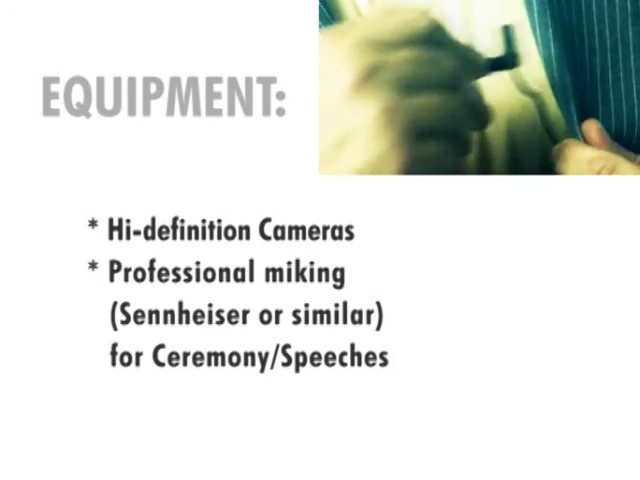 EQUIPMENT:
* Hi-definition Cameras
* Professional miking
(Sennheiser or similar)
for Ceremony/Speeches